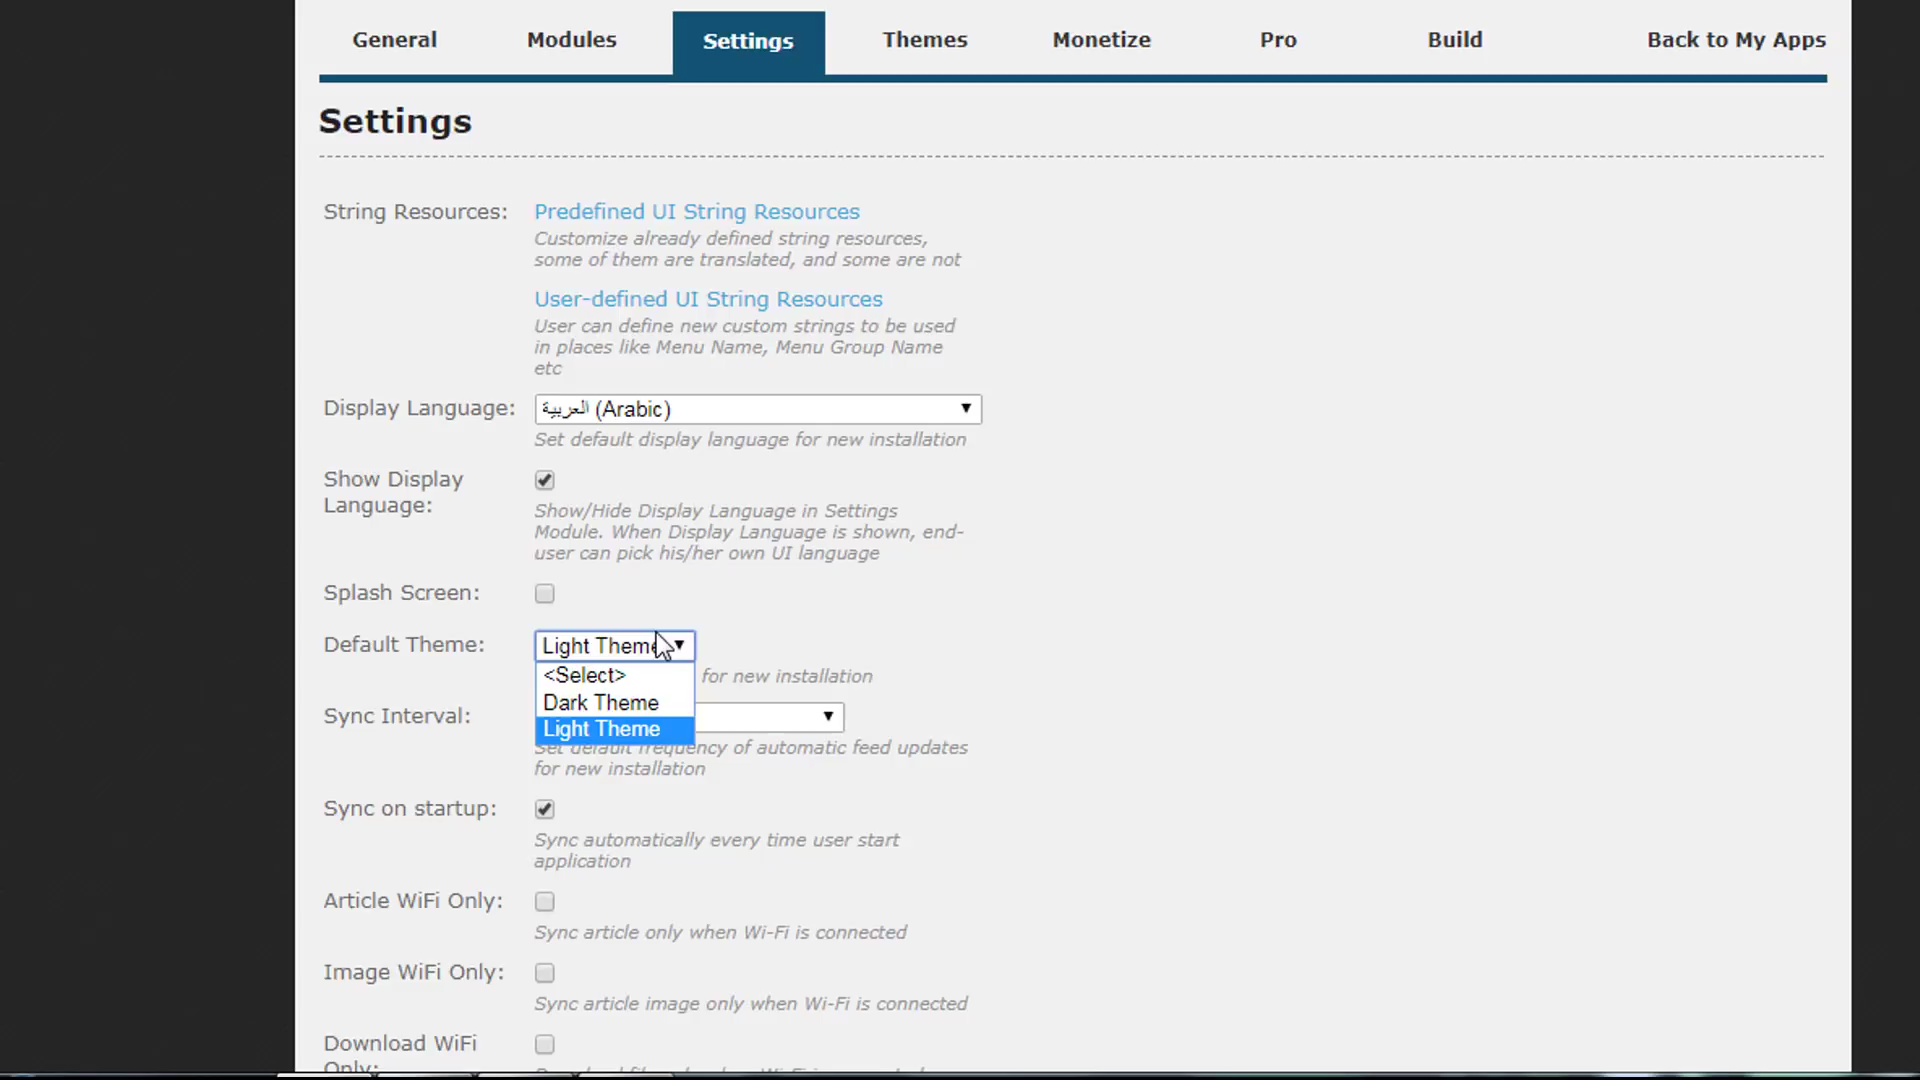 General Modules Settings Themes Monetize Pro Build Back to My Apps
Settings
String Resources: Predefined UI String Resources
Customize already defined string resources,
some of them are translated, and some are not
User-defined UI String Resources
User can define new custom strings to be used
in places like Menu Name, Menu Group Name
etc
Display Language: العربية (Arabic)
Set default display language for new installation
Show Display
Language:
Show/Hide Display Language in Settings
Module. When Display Language is shown, end-
user can pick his/her own UI language
Splash Screen:
Default Theme: Light Theme
<Select> for new installation
Dark Theme
Sync Interval:
Light Theme
Set default frequency of automatic feed updates
for new installation
Sync on startup:
Sync automatically every time user start
application
Article WiFi Only:
Sync article only when Wi-Fi is connected
Image WiFi Only:
Sync article image only when Wi-Fi is connected
Download WiFi
Only: